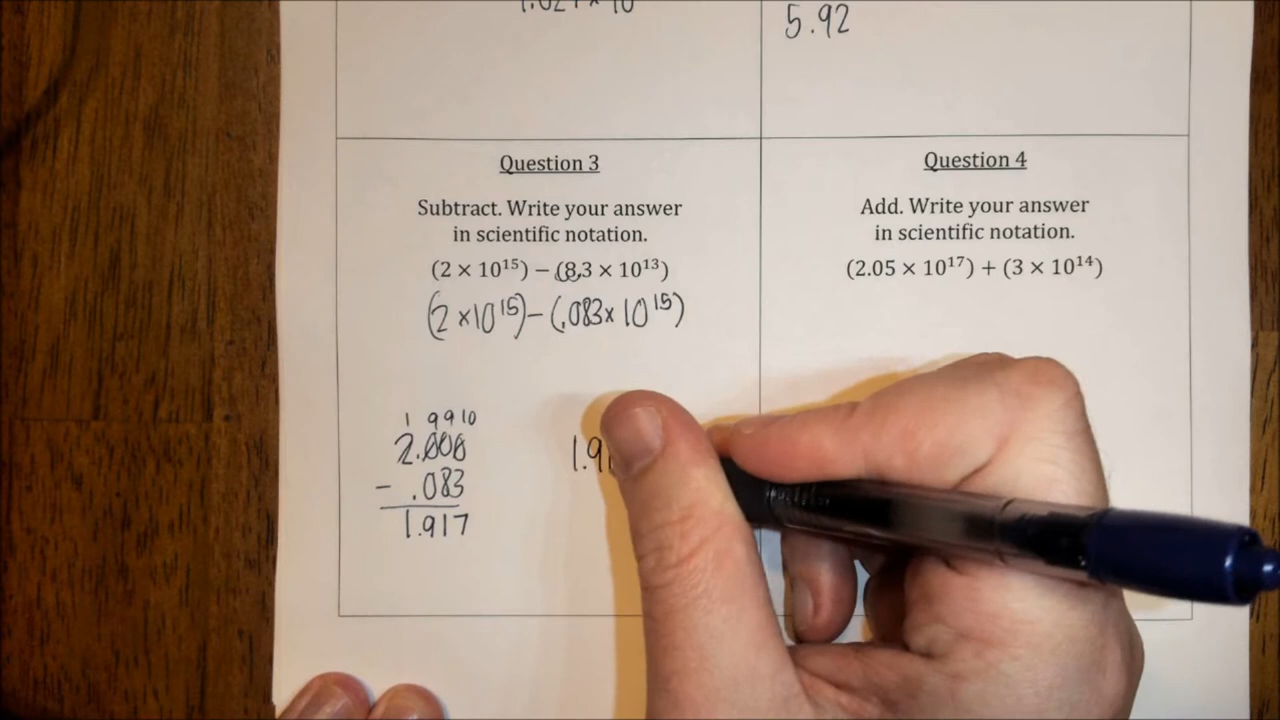 5.92
Question 3
Subtract. Write your answer
in scientific notation.
(2 × 10¹⁵) − (8.3 × 10¹³)
(2 ×10¹⁵) − (.083× 10¹⁵)
1 9 9 10
2.000
− .083
1.917
1.9
Question 4
Add. Write your answer
in scientific notation.
(2.05 × 10¹⁷) + (3 × 10¹⁴)